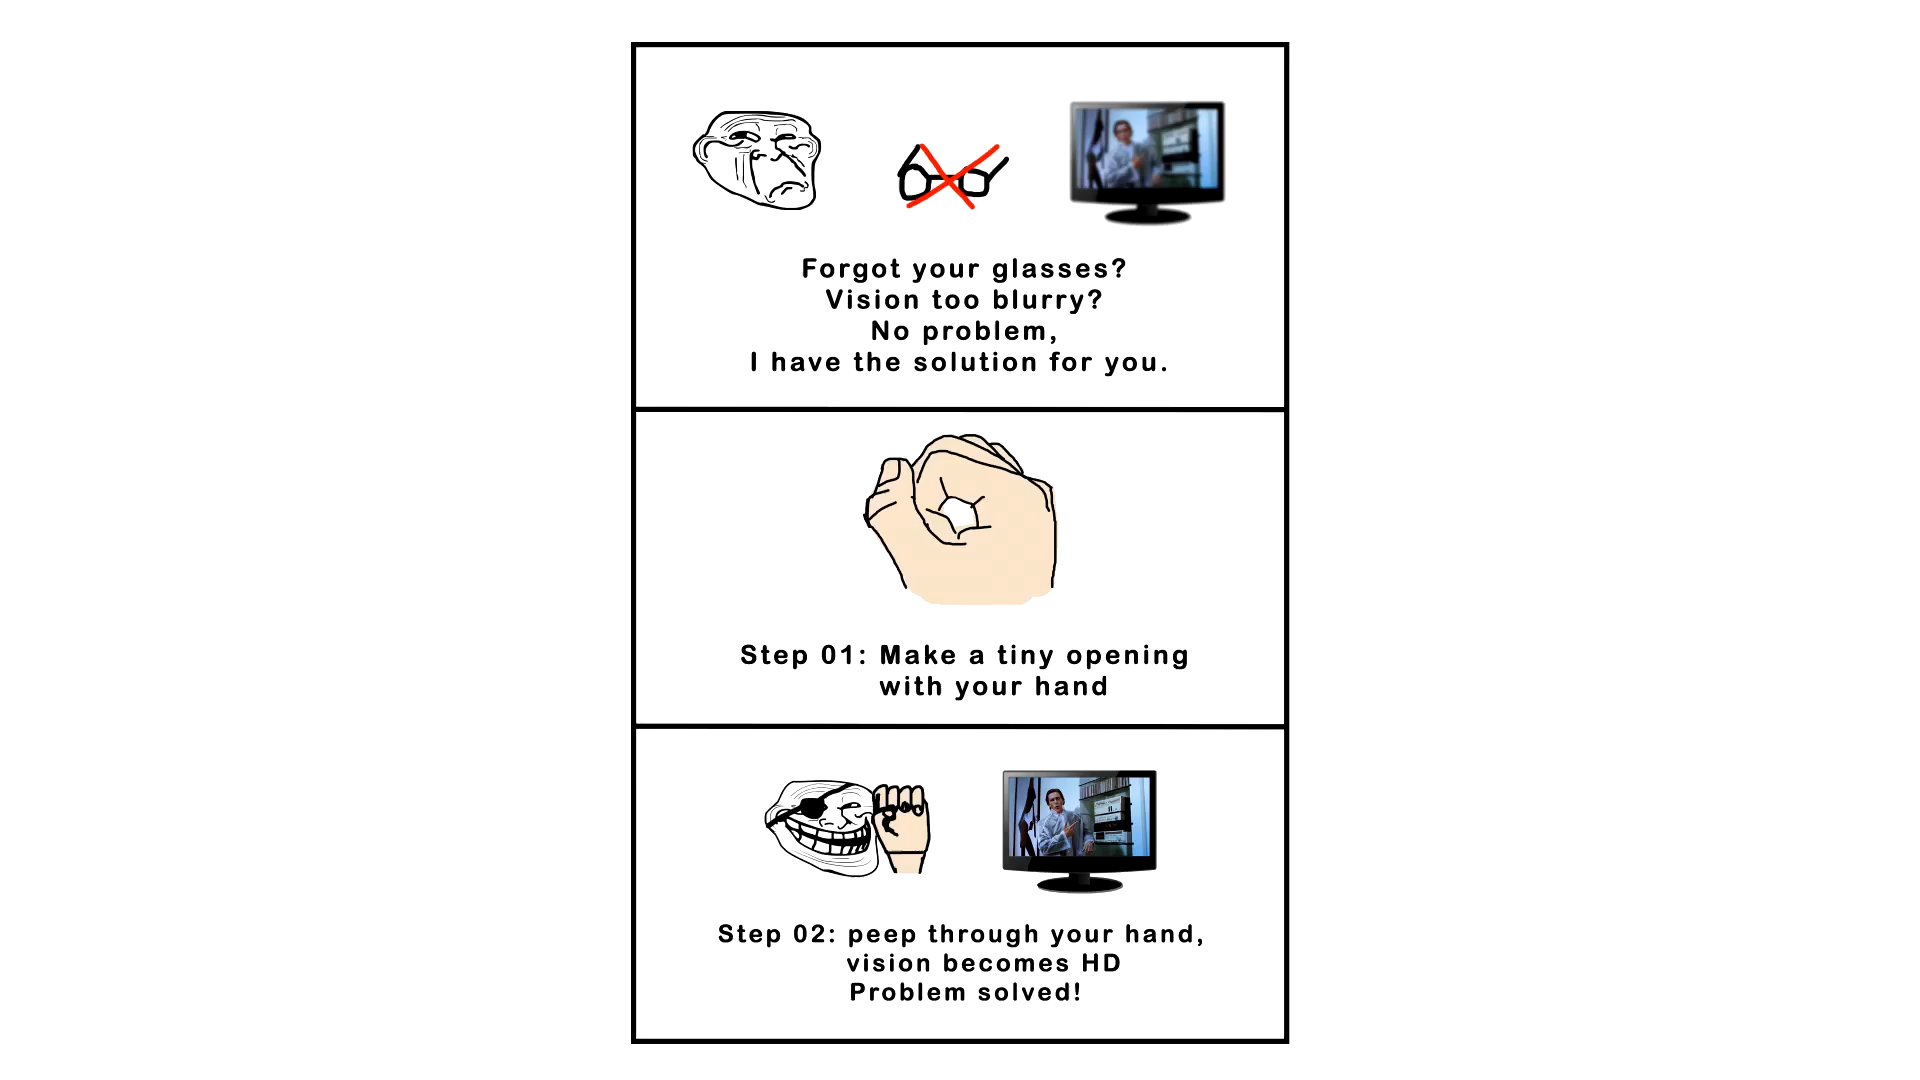 Forgot your glasses?
Vision too blurry?
No problem,
I have the solution for you.
Step 01: Make a tiny opening
with your hand
Step 02: peep through your hand,
vision becomes HD
Problem solved!